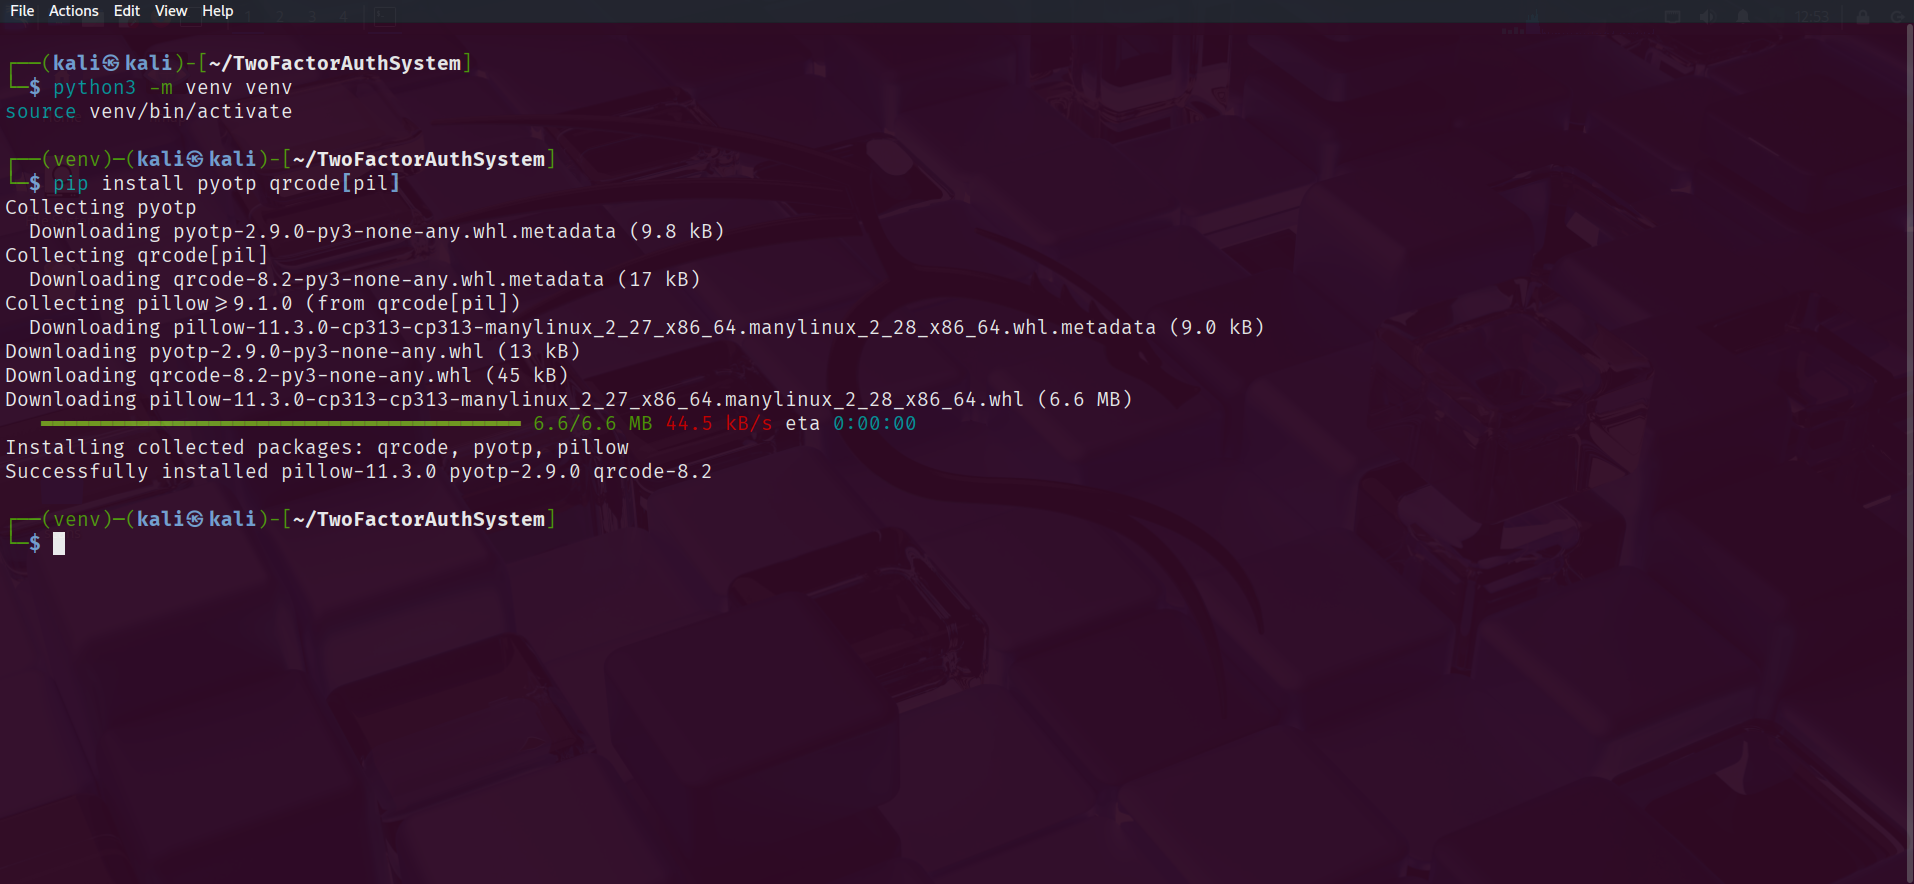 File Actions Edit View Help
1 2 3 4
12:53
┌──(kali㉿kali)-[~/TwoFactorAuthSystem]
└─$ python3 -m venv venv
source venv/bin/activate
┌──(venv)─(kali㉿kali)-[~/TwoFactorAuthSystem]
└─$ pip install pyotp qrcode[pil]
Collecting pyotp
  Downloading pyotp-2.9.0-py3-none-any.whl.metadata (9.8 kB)
Collecting qrcode[pil]
  Downloading qrcode-8.2-py3-none-any.whl.metadata (17 kB)
Collecting pillow>=9.1.0 (from qrcode[pil])
  Downloading pillow-11.3.0-cp313-cp313-manylinux_2_27_x86_64.manylinux_2_28_x86_64.whl.metadata (9.0 kB)
Downloading pyotp-2.9.0-py3-none-any.whl (13 kB)
Downloading qrcode-8.2-py3-none-any.whl (45 kB)
Downloading pillow-11.3.0-cp313-cp313-manylinux_2_27_x86_64.manylinux_2_28_x86_64.whl (6.6 MB)
   ━━━━━━━━━━━━━━━━━━━━━━━━━━━━━━━━━━━━━━━━ 6.6/6.6 MB 44.5 kB/s eta 0:00:00
Installing collected packages: qrcode, pyotp, pillow
Successfully installed pillow-11.3.0 pyotp-2.9.0 qrcode-8.2
┌──(venv)─(kali㉿kali)-[~/TwoFactorAuthSystem]
└─$